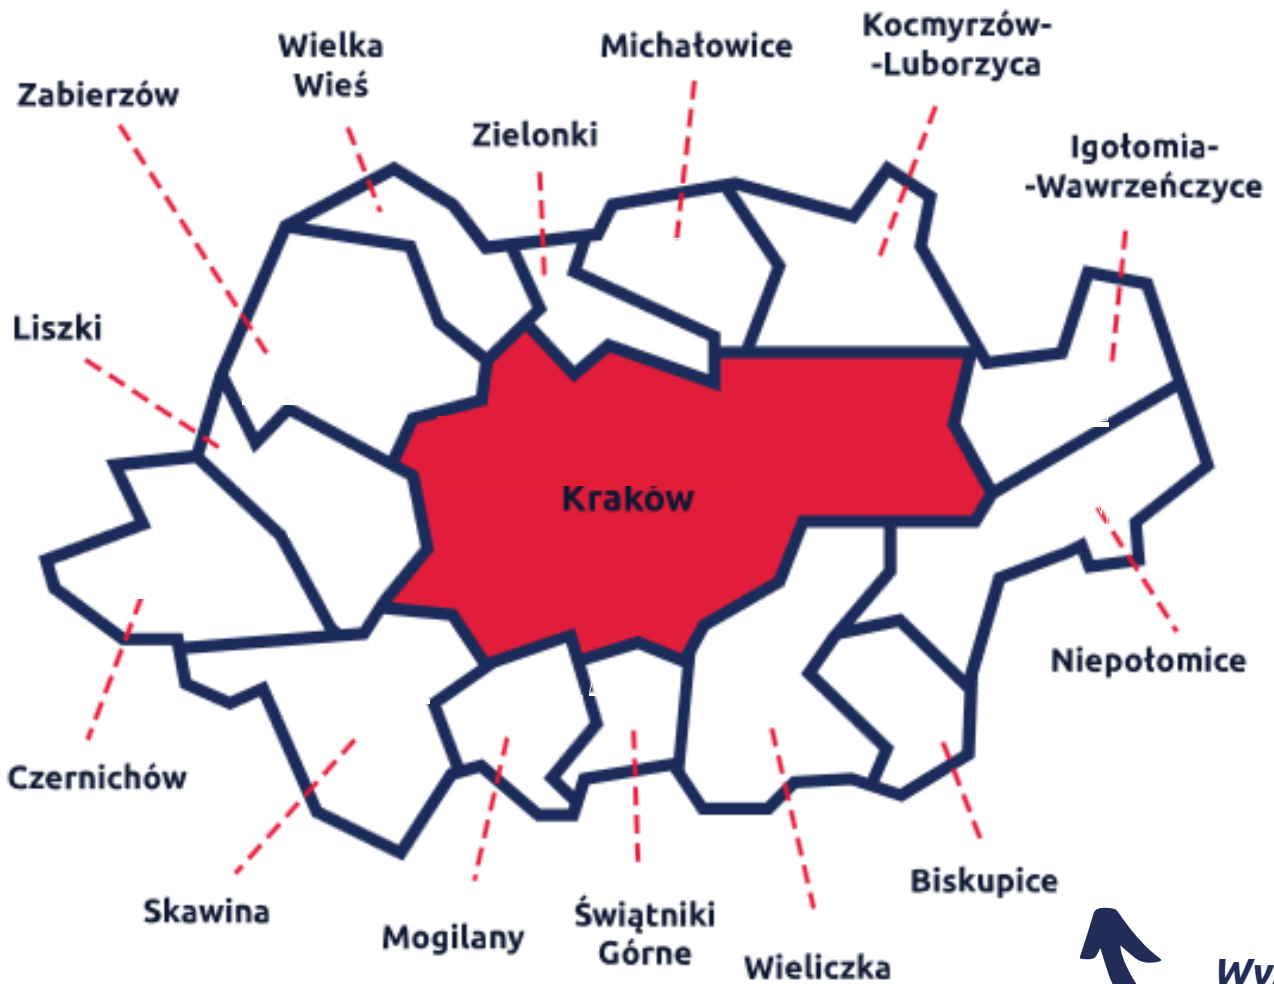 Kocmyrzów-
-Luborzyca
Wielka
Wieś
Michałowice
Zabierzów
Zielonki
Igołomia-
-Wawrzeńczyce
Liszki
Kraków
Niepołomice
Czernichów
Biskupice
Skawina
Mogilany
Świątniki
Górne
Wieliczka